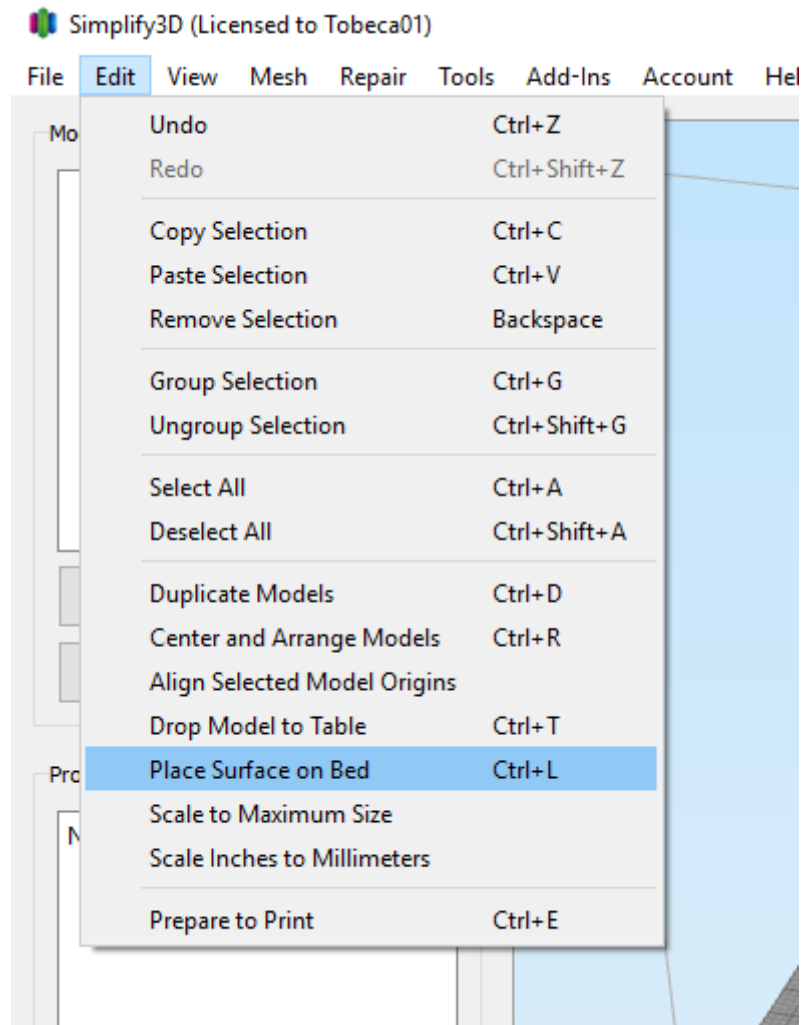 Simplify3D (Licensed to Tobeca01)
File Edit View Mesh Repair Tools Add-Ins Account
Mo
Undo Ctrl+Z
Redo Ctrl+Shift+Z
Copy Selection Ctrl+C
Paste Selection Ctrl+V
Remove Selection Backspace
Group Selection Ctrl+G
Ungroup Selection Ctrl+Shift+G
Select All Ctrl+A
Deselect All Ctrl+Shift+A
Duplicate Models Ctrl+D
Center and Arrange Models Ctrl+R
Align Selected Model Origins
Drop Model to Table Ctrl+T
Pro
Place Surface on Bed Ctrl+L
Scale to Maximum Size
Scale Inches to Millimeters
Prepare to Print Ctrl+E